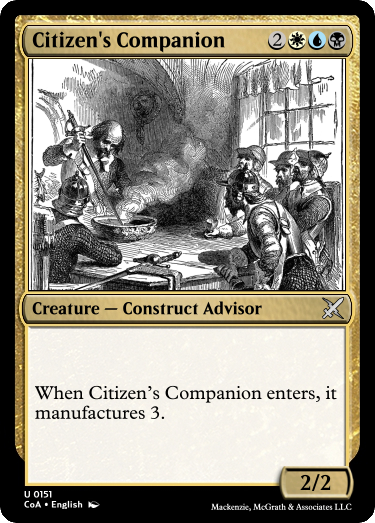 Citizen's Companion 2
Creature — Construct Advisor
When Citizen's Companion enters, it
manufactures 3.
2/2
U 0151
CoA • English
Mackenzie, McGrath & Associates LLC